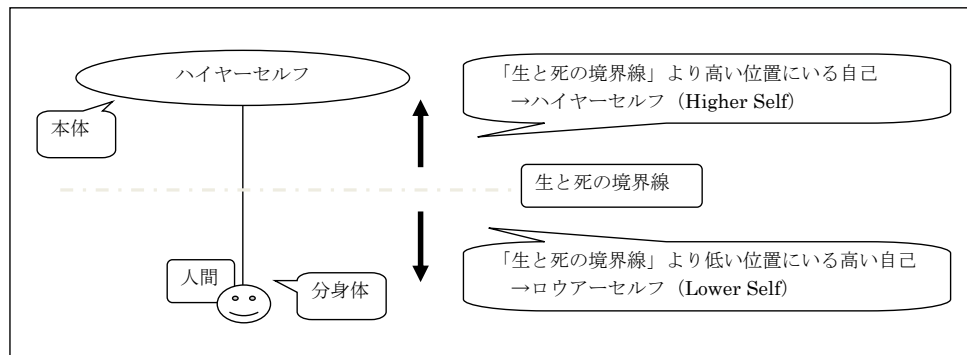 ハイヤーセルフ
本体
「生と死の境界線」より高い位置にいる自己
→ハイヤーセルフ（Higher Self）
生と死の境界線
人間
分身体
「生と死の境界線」より低い位置にいる高い自己
→ロウアーセルフ（Lower Self）